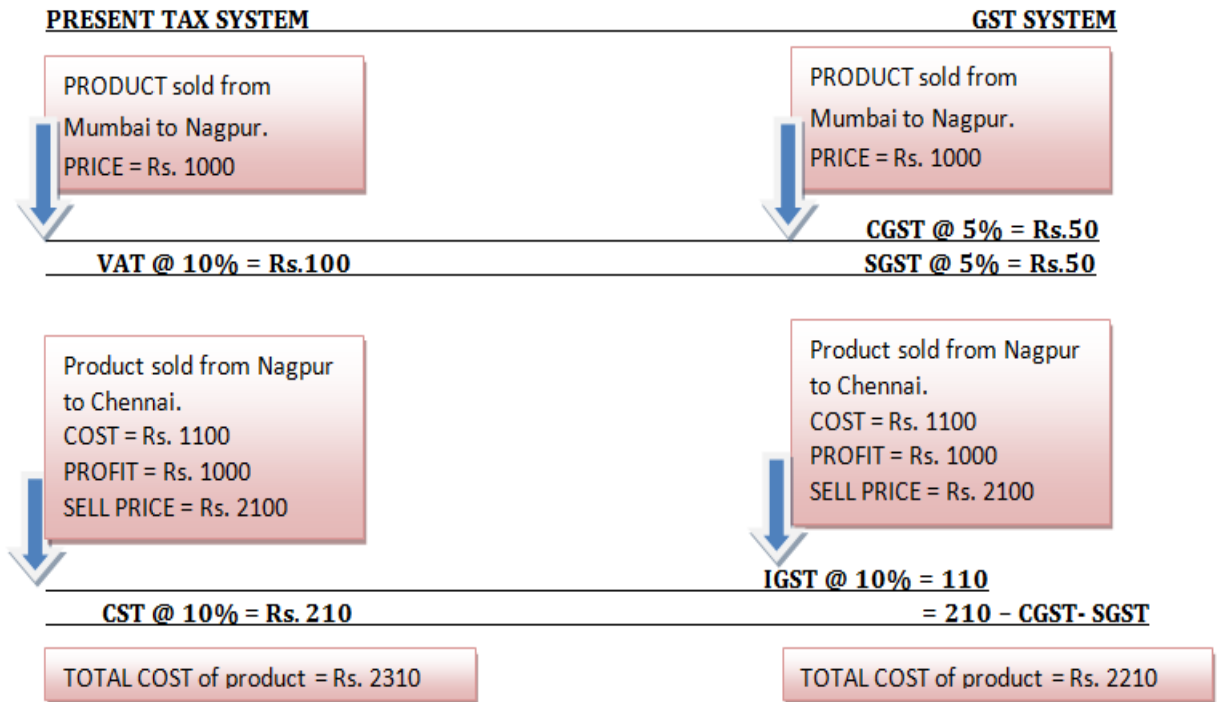 PRESENT TAX SYSTEM
GST SYSTEM
PRODUCT sold from
Mumbai to Nagpur.
PRICE = Rs. 1000
PRODUCT sold from
Mumbai to Nagpur.
PRICE = Rs. 1000
VAT @ 10% = Rs.100
CGST @ 5% = Rs.50
SGST @ 5% = Rs.50
Product sold from Nagpur
to Chennai.
COST = Rs. 1100
PROFIT = Rs. 1000
SELL PRICE = Rs. 2100
Product sold from Nagpur
to Chennai.
COST = Rs. 1100
PROFIT = Rs. 1000
SELL PRICE = Rs. 2100
CST @ 10% = Rs. 210
IGST @ 10% = 110
= 210 – CGST- SGST
TOTAL COST of product = Rs. 2310
TOTAL COST of product = Rs. 2210